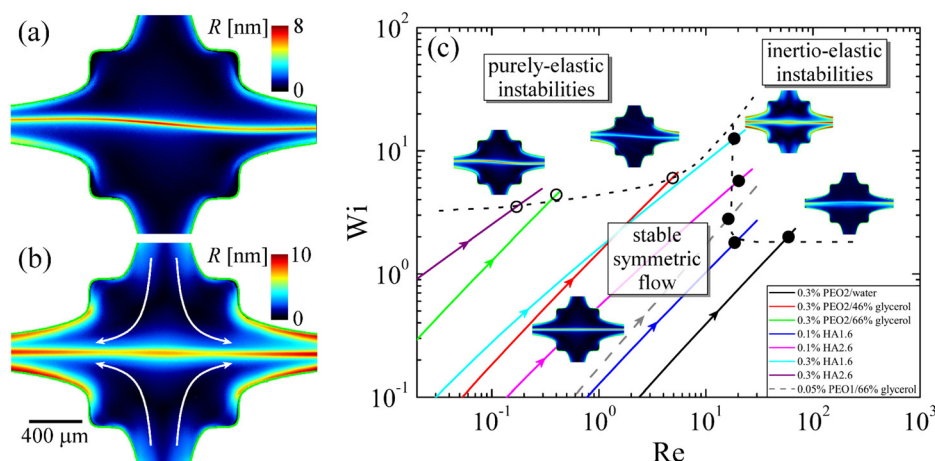 (a)
R [nm]
8
0
(b)
R [nm]
10
0
400 μm
(c)
10²
10¹
10⁰
10⁻¹
Wi
purely-elastic
instabilities
inertio-elastic
instabilities
stable
symmetric
flow
0.3% PEO2/water
0.3% PEO2/46% glycerol
0.3% PEO2/66% glycerol
0.1% HA1.6
0.1% HA2.6
0.3% HA1.6
0.3% HA2.6
0.05% PEO1/66% glycerol
10⁻¹ 10⁰ 10¹ 10² 10³
Re